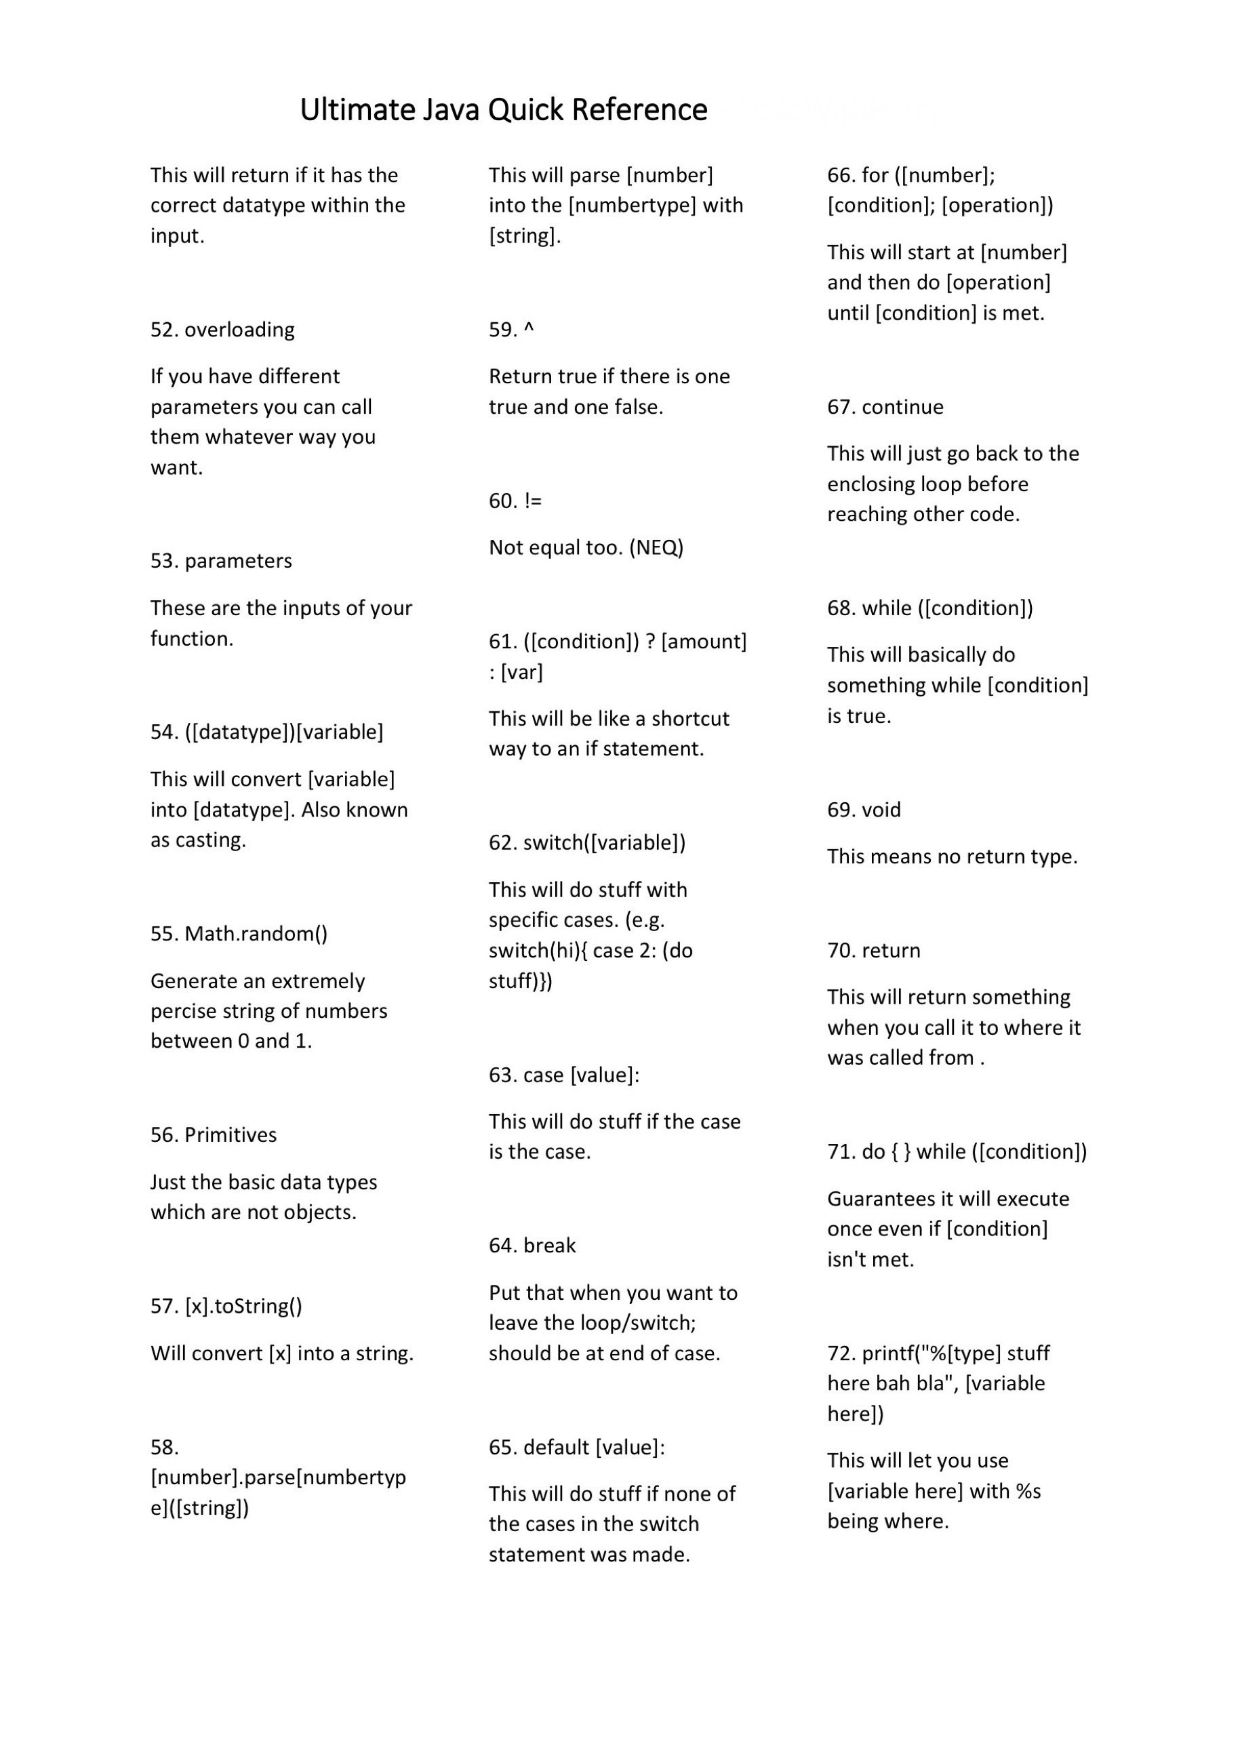 Ultimate Java Quick Reference
This will return if it has the
correct datatype within the
input.
52. overloading
If you have different
parameters you can call
them whatever way you
want.
53. parameters
These are the inputs of your
function.
54. ([datatype])[variable]
This will convert [variable]
into [datatype]. Also known
as casting.
55. Math.random()
Generate an extremely
percise string of numbers
between 0 and 1.
56. Primitives
Just the basic data types
which are not objects.
57. [x].toString()
Will convert [x] into a string.
58.
[number].parse[numbertyp
e]([string])
This will parse [number]
into the [numbertype] with
[string].
59. ^
Return true if there is one
true and one false.
60. !=
Not equal too. (NEQ)
61. ([condition]) ? [amount]
: [var]
This will be like a shortcut
way to an if statement.
62. switch([variable])
This will do stuff with
specific cases. (e.g.
switch(hi){ case 2: (do
stuff)})
63. case [value]:
This will do stuff if the case
is the case.
64. break
Put that when you want to
leave the loop/switch;
should be at end of case.
65. default [value]:
This will do stuff if none of
the cases in the switch
statement was made.
66. for ([number];
[condition]; [operation])
This will start at [number]
and then do [operation]
until [condition] is met.
67. continue
This will just go back to the
enclosing loop before
reaching other code.
68. while ([condition])
This will basically do
something while [condition]
is true.
69. void
This means no return type.
70. return
This will return something
when you call it to where it
was called from .
71. do { } while ([condition])
Guarantees it will execute
once even if [condition]
isn't met.
72. printf("%[type] stuff
here bah bla", [variable
here])
This will let you use
[variable here] with %s
being where.